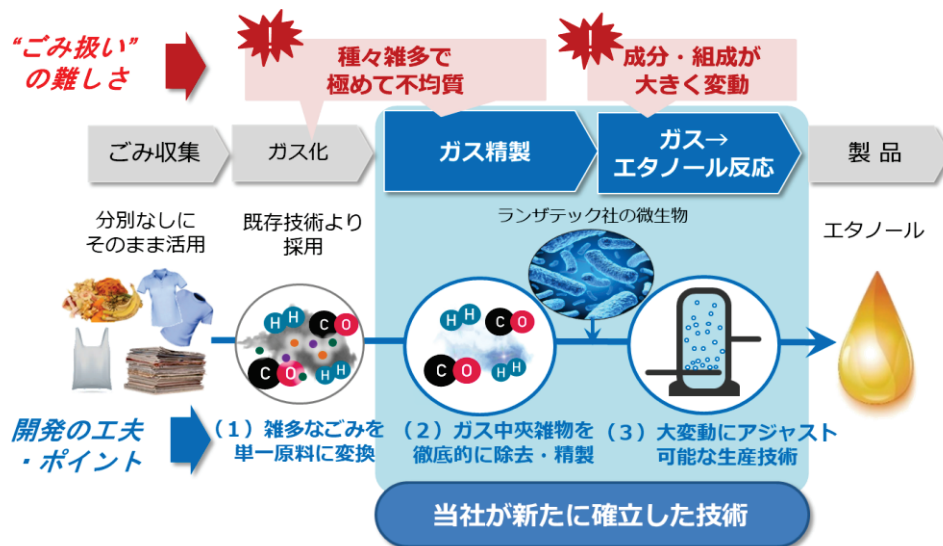 “ごみ扱い”
の難しさ
！
種々雑多で
極めて不均質
！
成分・組成が
大きく変動
ごみ収集
ガス化
ガス精製
ガス→
エタノール反応
製 品
分別なしに
そのまま活用
既存技術より
採用
ランザテック社の微生物
エタノール
H H C O
C O H H
H H C O
C O H H
開発の工夫
・ポイント
（１）雑多なごみを
単一原料に変換
（２）ガス中夾雑物を
徹底的に除去・精製
（３）大変動にアジャスト
可能な生産技術
当社が新たに確立した技術